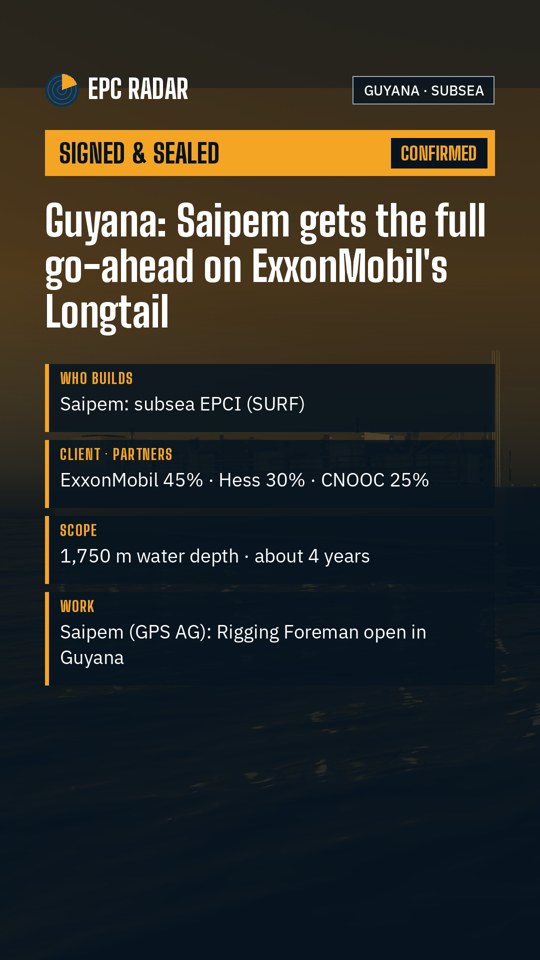 EPC RADAR
GUYANA · SUBSEA
SIGNED & SEALED
CONFIRMED
Guyana: Saipem gets the full
go-ahead on ExxonMobil's
Longtail
WHO BUILDS
Saipem: subsea EPCI (SURF)
CLIENT · PARTNERS
ExxonMobil 45% · Hess 30% · CNOOC 25%
SCOPE
1,750 m water depth · about 4 years
WORK
Saipem (GPS AG): Rigging Foreman open in
Guyana